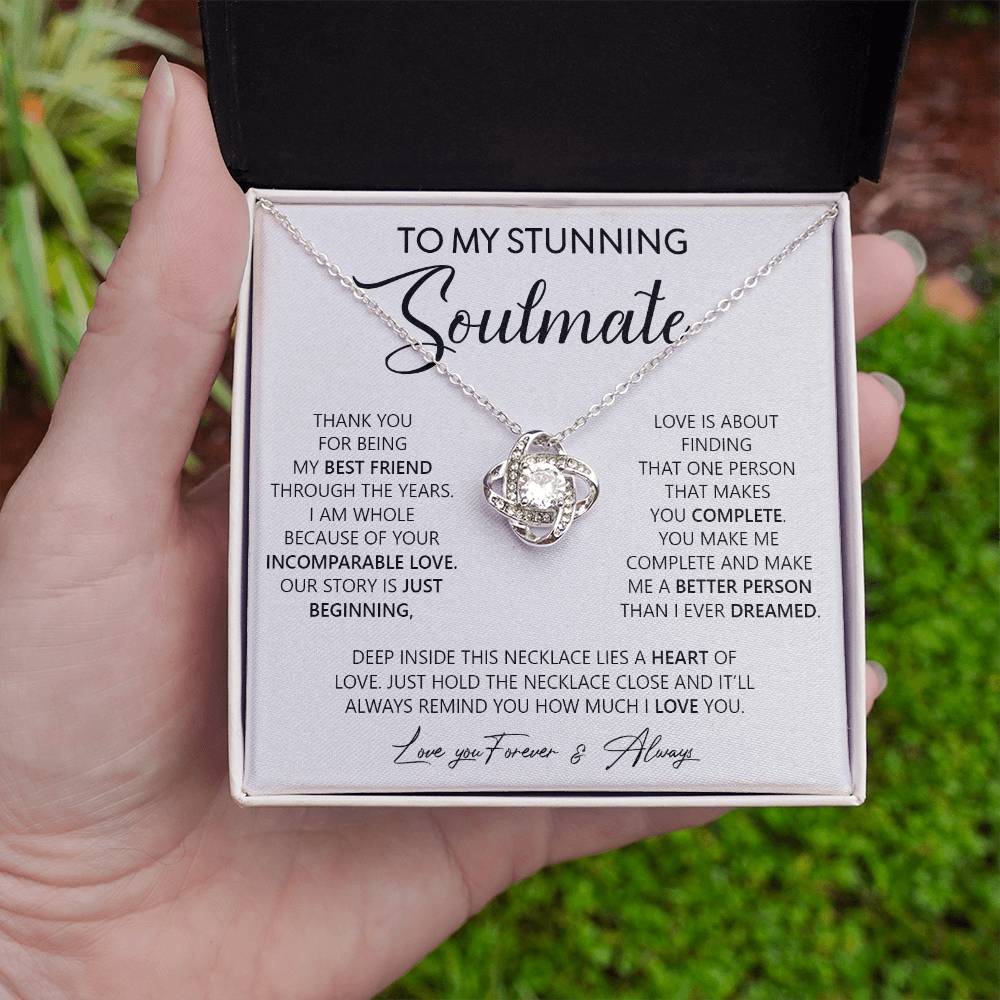 TO MY STUNNING
Soulmate
THANK YOU
FOR BEING
MY BEST FRIEND
THROUGH THE YEARS.
I AM WHOLE
BECAUSE OF YOUR
INCOMPARABLE LOVE.
OUR STORY IS JUST
BEGINNING,
LOVE IS ABOUT
FINDING
THAT ONE PERSON
THAT MAKES
YOU COMPLETE.
YOU MAKE ME
COMPLETE AND MAKE
ME A BETTER PERSON
THAN I EVER DREAMED.
DEEP INSIDE THIS NECKLACE LIES A HEART OF
LOVE. JUST HOLD THE NECKLACE CLOSE AND IT'LL
ALWAYS REMIND YOU HOW MUCH I LOVE YOU.
Love you Forever & Always